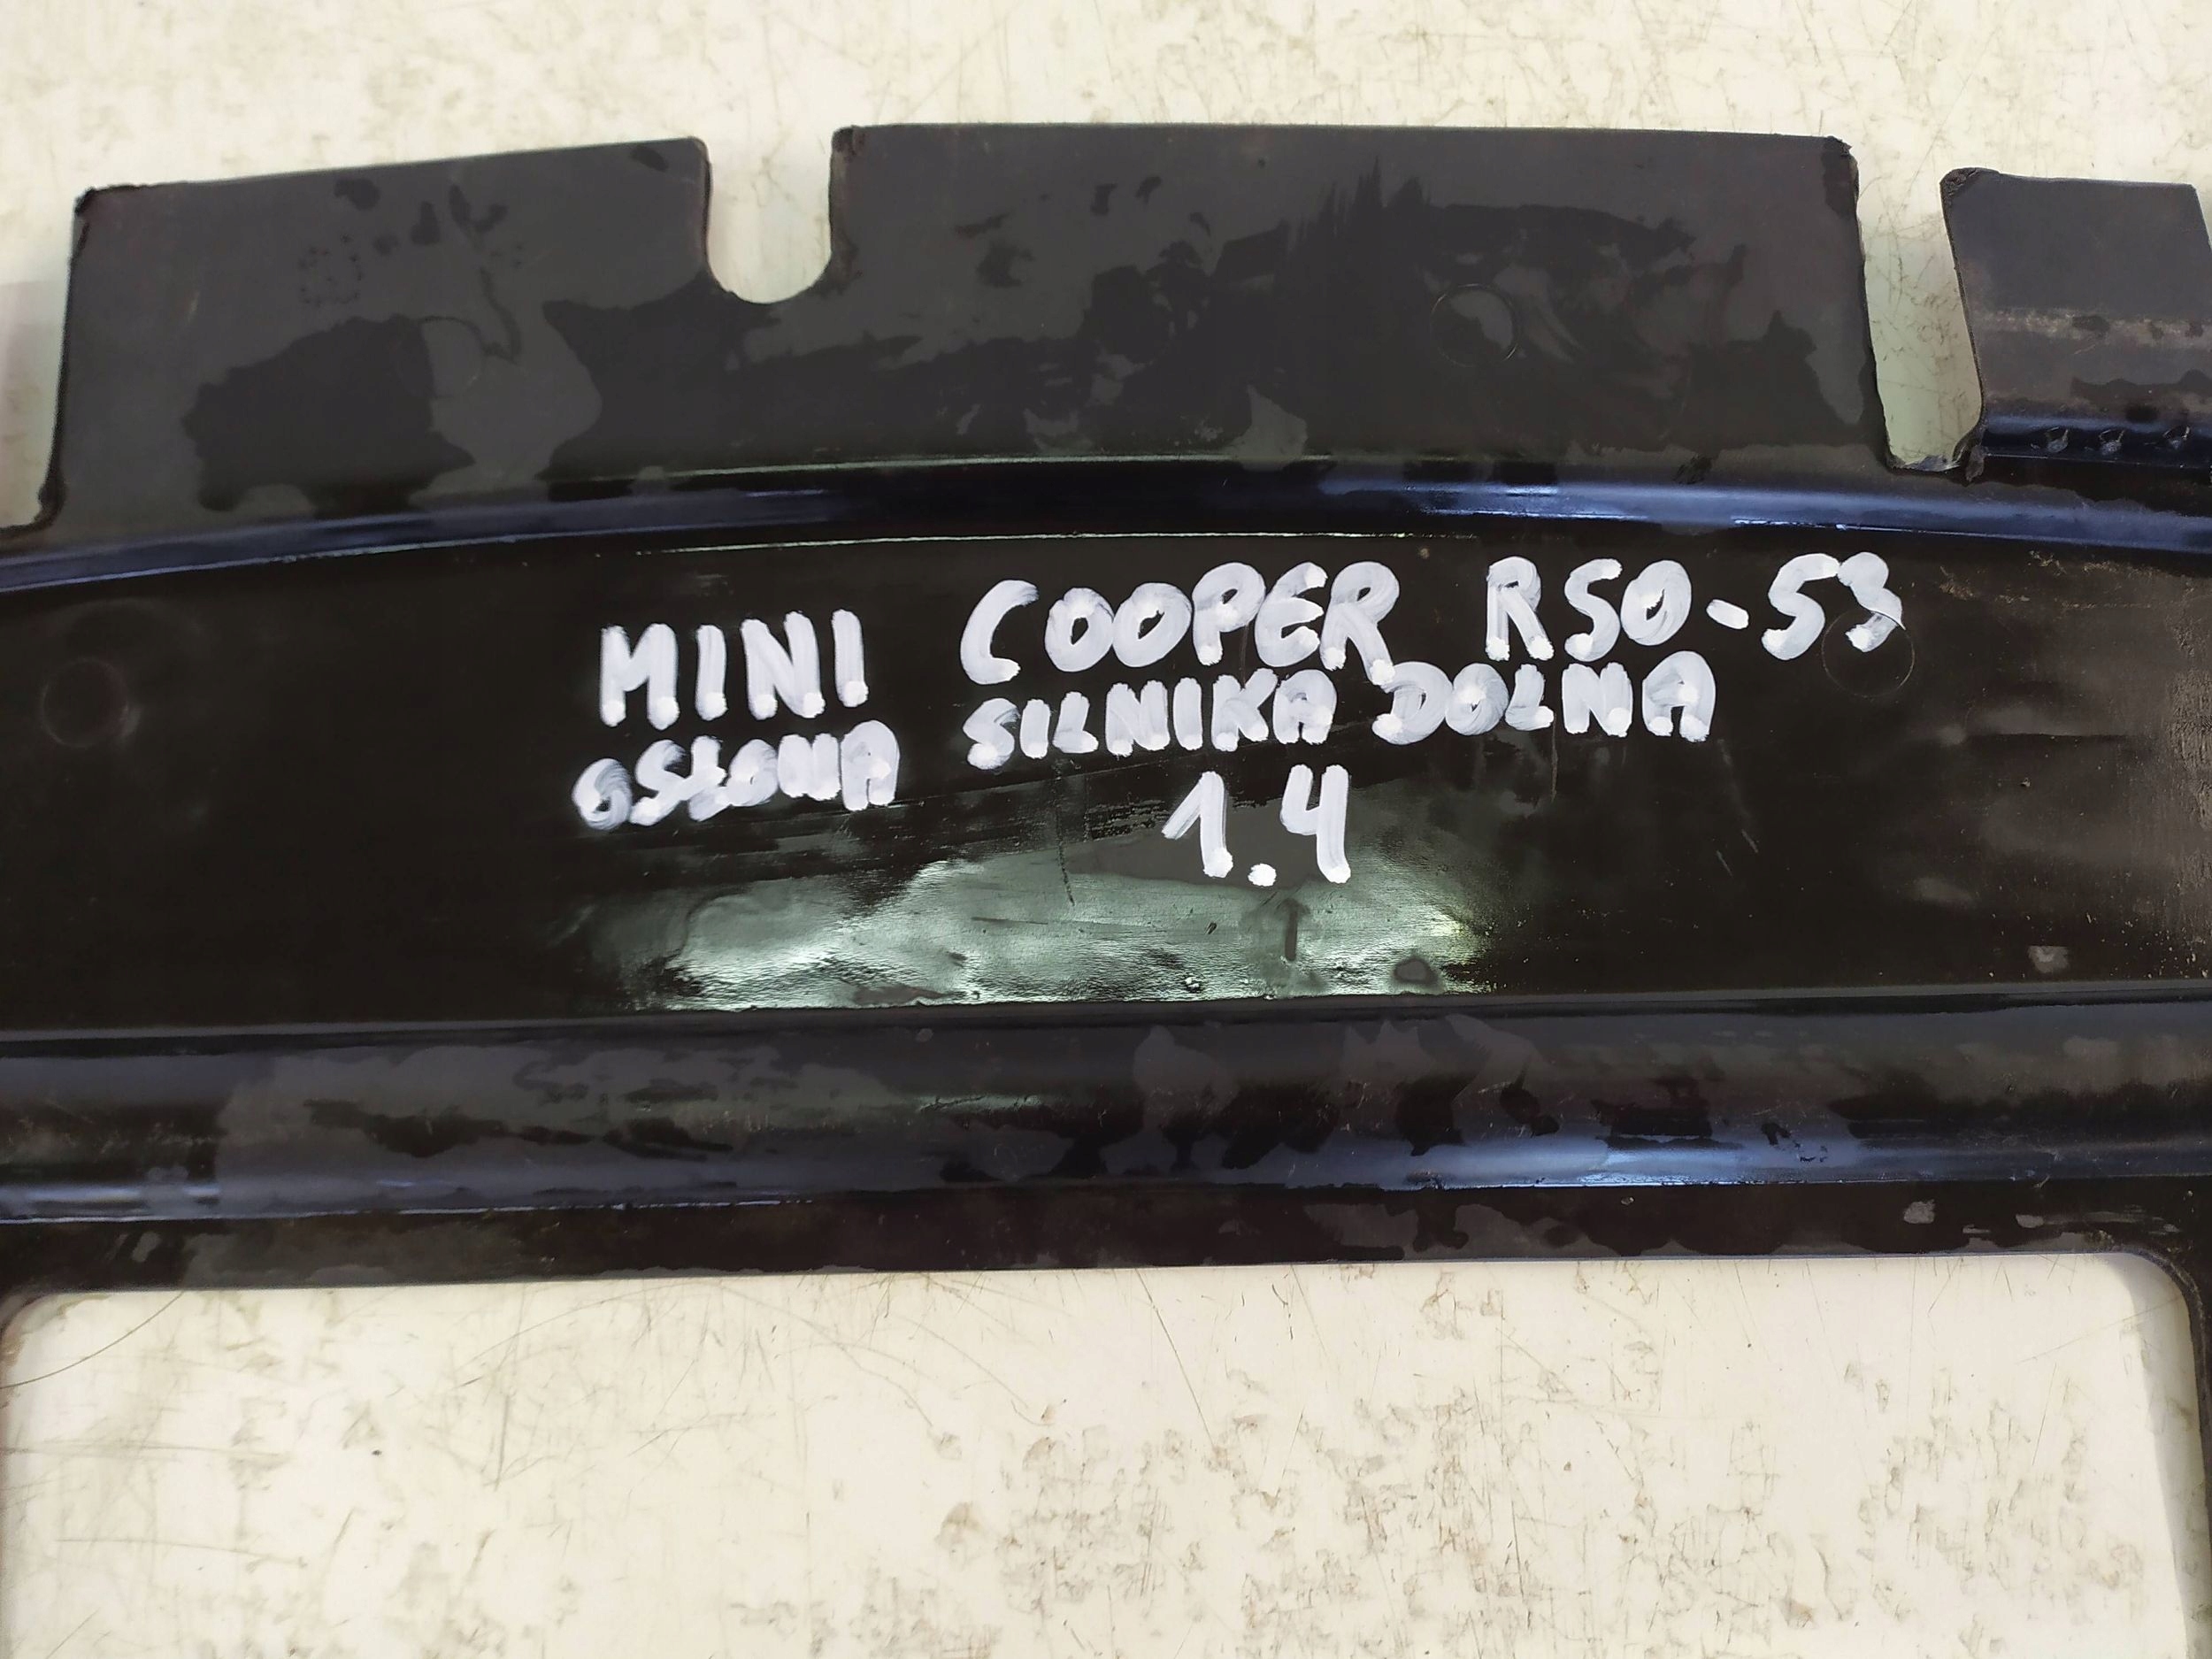 MINI COOPER R50-53
OSŁONA SILNIKA DOLNA
1.4